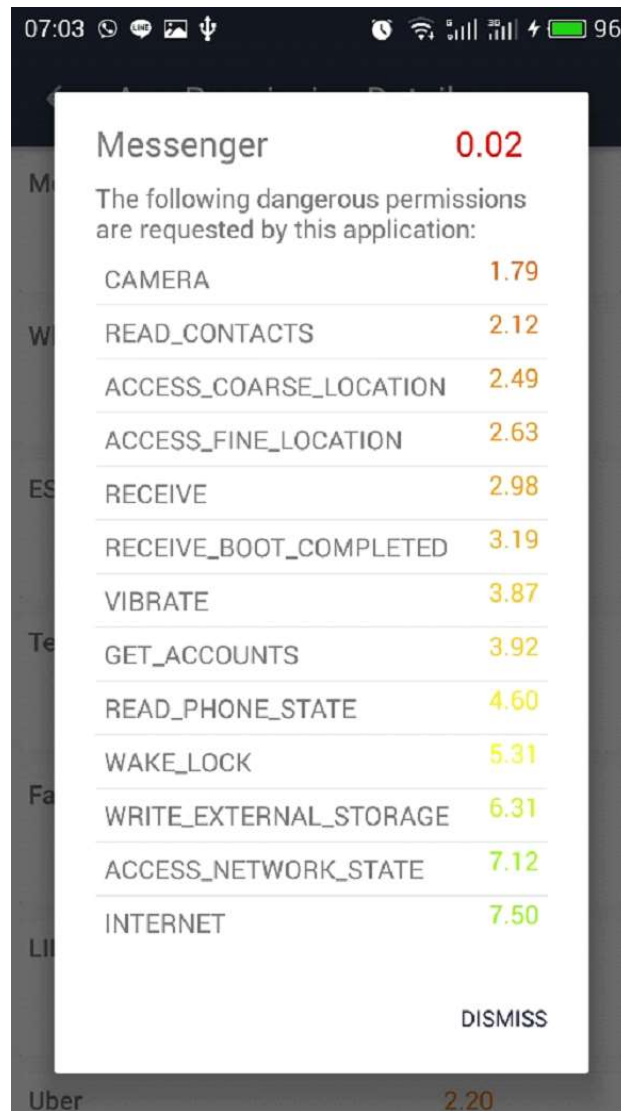 07:03 LINE 96
Messenger 0.02
The following dangerous permissions
are requested by this application:
CAMERA 1.79
READ_CONTACTS 2.12
ACCESS_COARSE_LOCATION 2.49
ACCESS_FINE_LOCATION 2.63
RECEIVE 2.98
RECEIVE_BOOT_COMPLETED 3.19
VIBRATE 3.87
GET_ACCOUNTS 3.92
READ_PHONE_STATE 4.60
WAKE_LOCK 5.31
WRITE_EXTERNAL_STORAGE 6.31
ACCESS_NETWORK_STATE 7.12
INTERNET 7.50
DISMISS
Uber 2.20